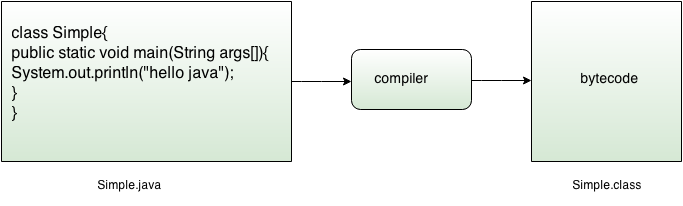 class Simple{
public static void main(String args[]){
System.out.println("hello java");
}
}
compiler
bytecode
Simple.java
Simple.class